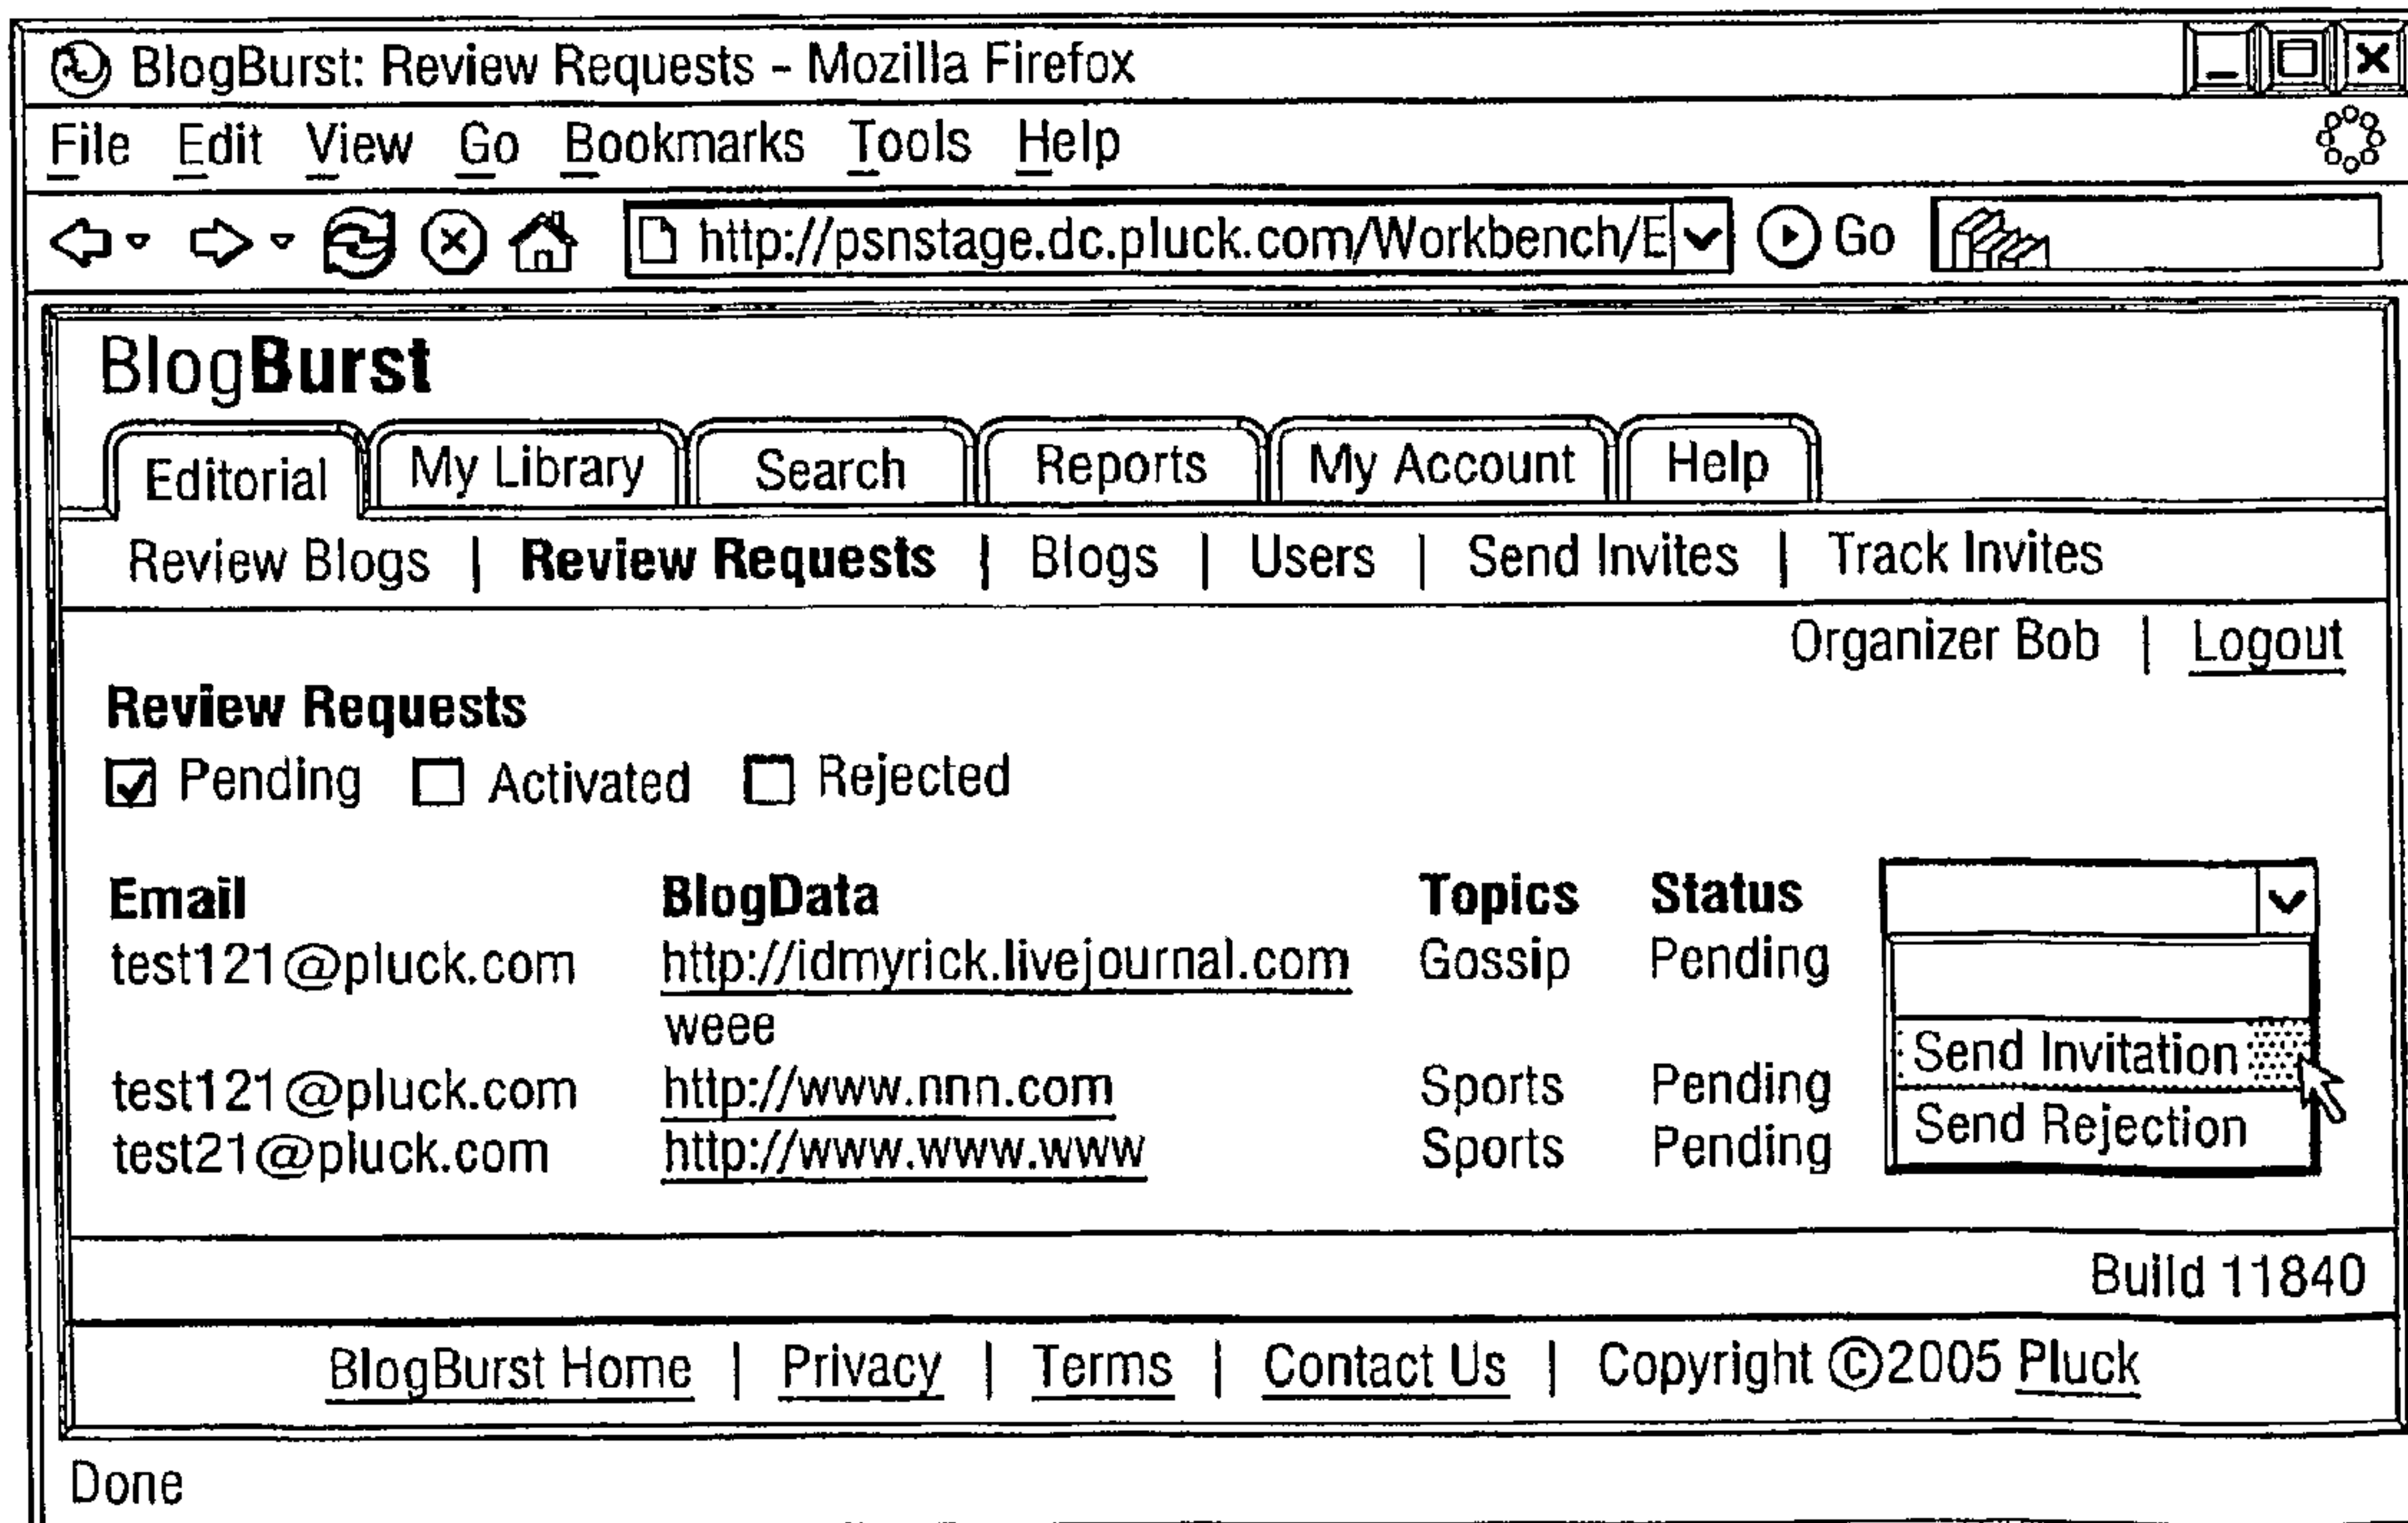 BlogBurst: Review Requests - Mozilla Firefox
File Edit View Go Bookmarks Tools Help
http://psnstage.dc.pluck.com/Workbench/E Go
BlogBurst
Editorial My Library Search Reports My Account Help
Review Blogs | Review Requests | Blogs | Users | Send Invites | Track Invites
Organizer Bob | Logout
Review Requests
Pending Activated Rejected
Email BlogData Topics Status
test121@pluck.com http://idmyrick.livejournal.com Gossip Pending
weee
Send Invitation
test121@pluck.com http://www.nnn.com Sports Pending
Send Rejection
test21@pluck.com http://www.www.www Sports Pending
Build 11840
BlogBurst Home | Privacy | Terms | Contact Us | Copyright ©2005 Pluck
Done